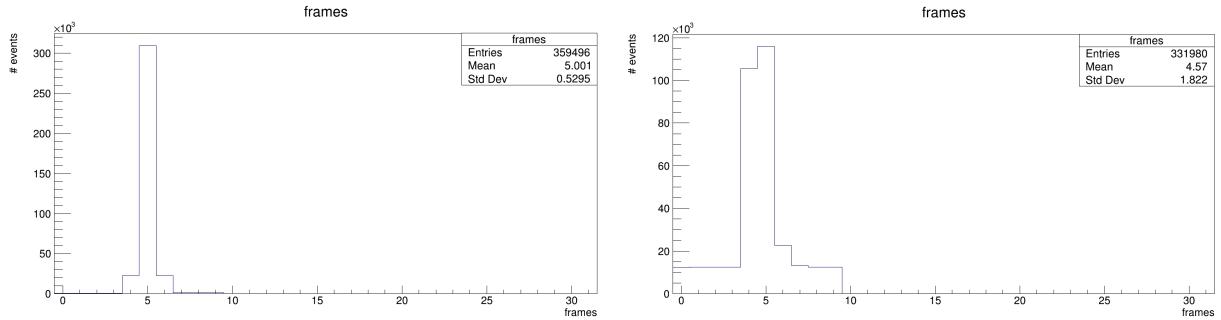 frames
×10³
# events
300
250
200
150
100
50
0
frames
Entries 359496
Mean 5.001
Std Dev 0.5295
0 5 10 15 20 25 30
frames
frames
×10³
# events
120
100
80
60
40
20
0
frames
Entries 331980
Mean 4.57
Std Dev 1.822
0 5 10 15 20 25 30
frames